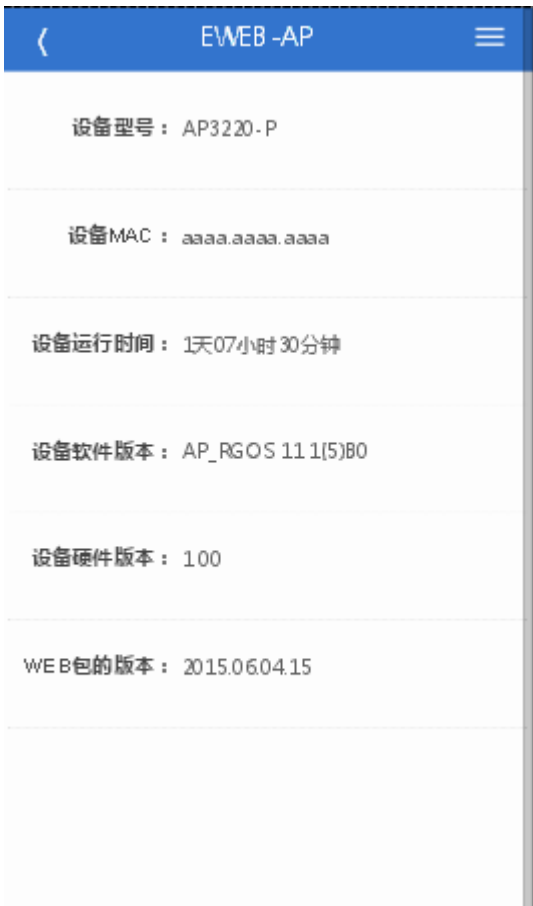 EWEB-AP
设备型号： AP3220-P
设备MAC： aaaa.aaaa.aaaa
设备运行时间： 1天07小时30分钟
设备软件版本： AP_RGOS 11.1(5)B0
设备硬件版本： 1.00
WEB包的版本： 2015.06.04.15